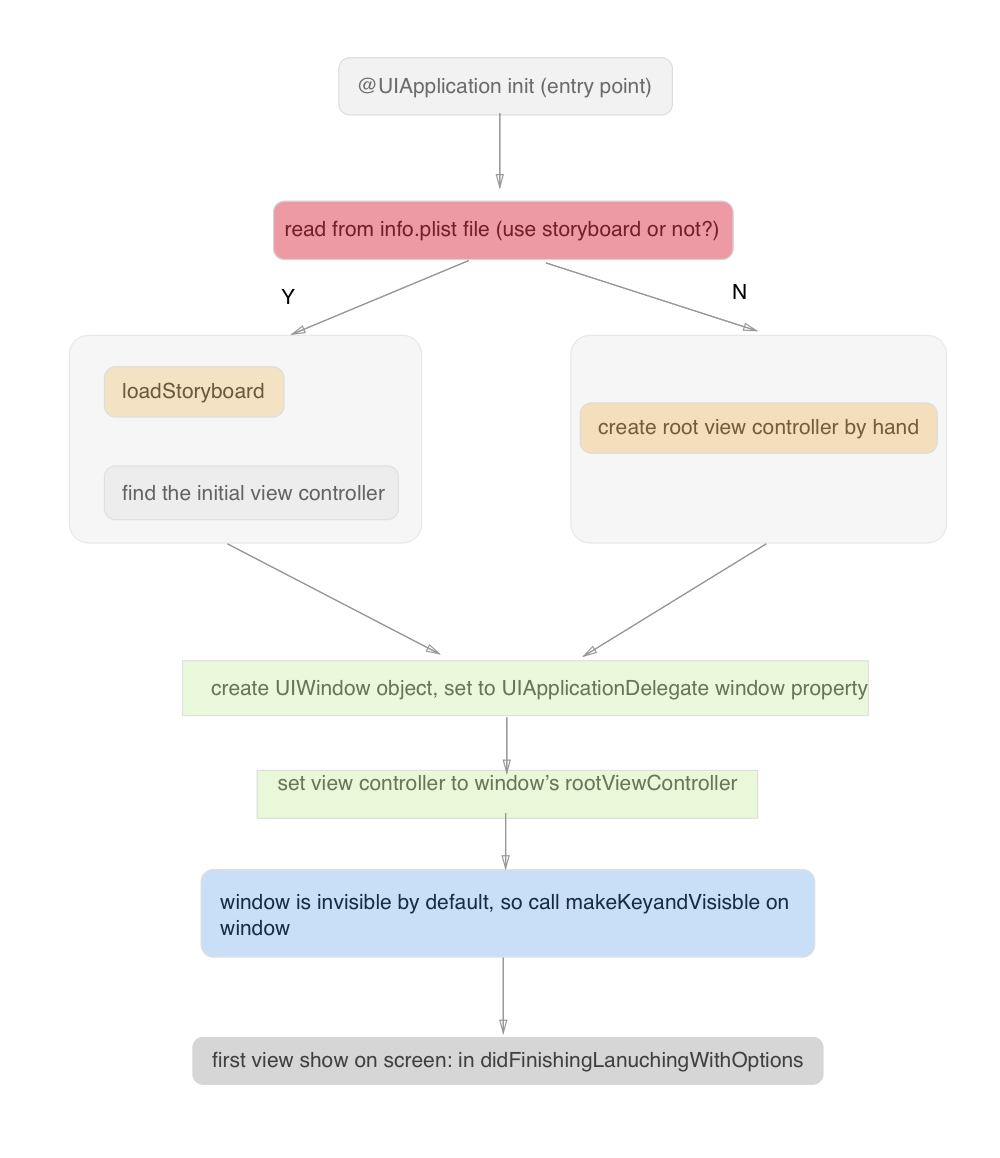 @UIApplication init (entry point)
read from info.plist file (use storyboard or not?)
Y
N
loadStoryboard
create root view controller by hand
find the initial view controller
create UIWindow object, set to UIApplicationDelegate window property
set view controller to window’s rootViewController
window is invisible by default, so call makeKeyandVisisble on
window
first view show on screen: in didFinishingLanuchingWithOptions